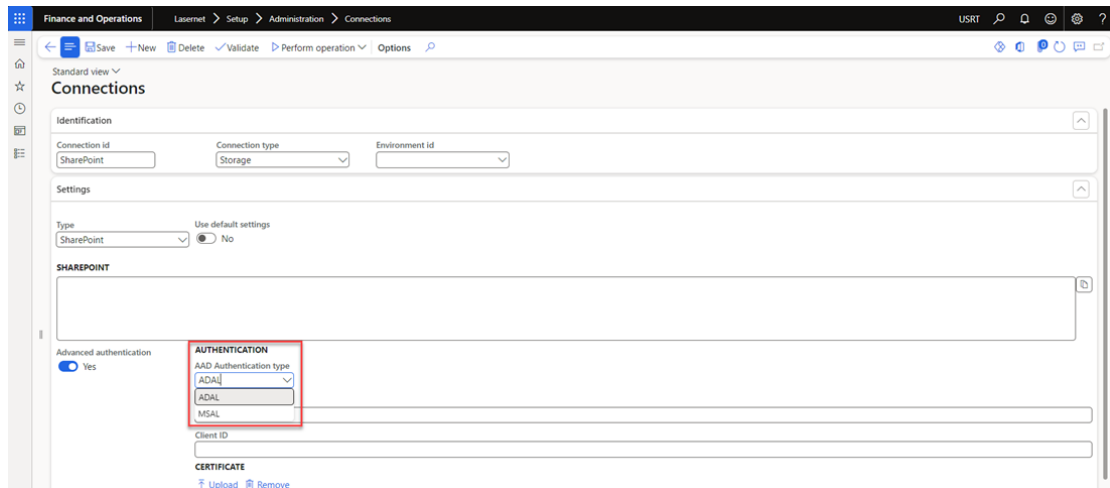 Finance and Operations Lasernet > Setup > Administration > Connections USRT ?
Save +New Delete Validate Perform operation Options
Standard view
Connections
Identification
Connection id Connection type Environment id
SharePoint Storage
Settings
Type Use default settings
SharePoint No
SHAREPOINT
Advanced authentication AUTHENTICATION
Yes AAD Authentication type
ADAL
ADAL
MSAL
Client ID
CERTIFICATE
Upload Remove